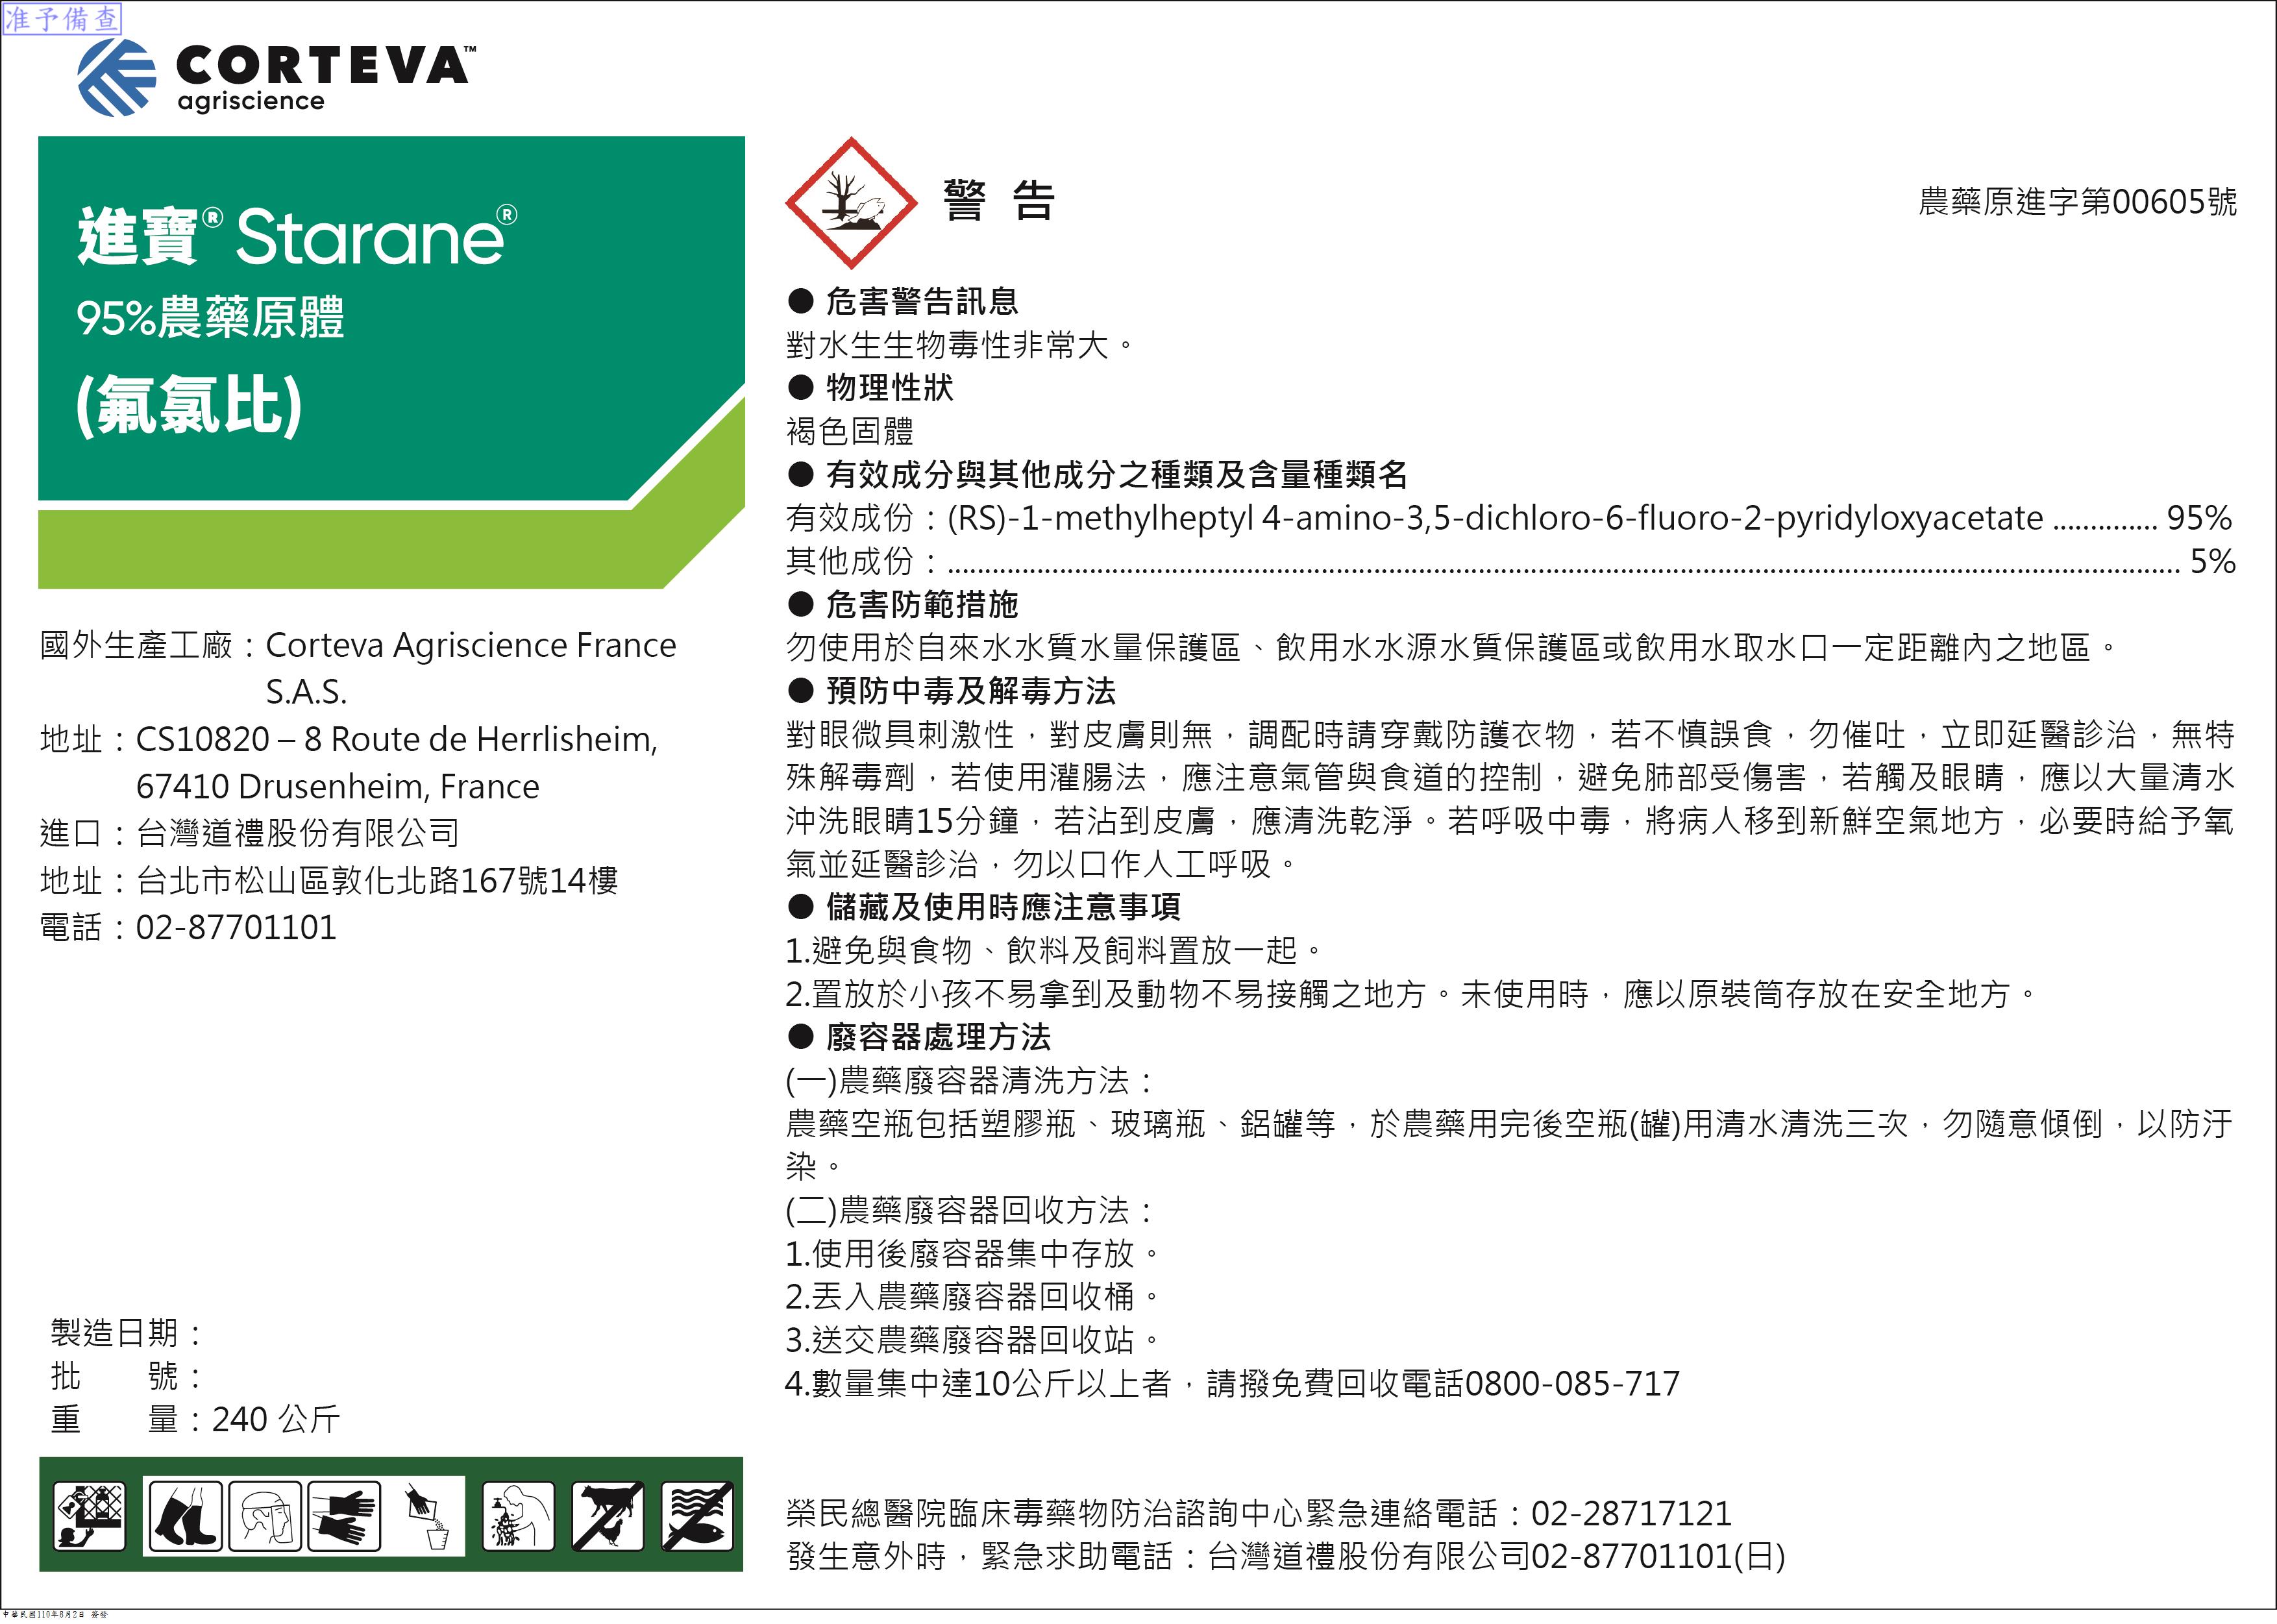 准予備查
CORTEVA™
agriscience
進寶® Starane®
95%農藥原體
(氟氯比)
國外生產工廠：Corteva Agriscience France
S.A.S.
地址：CS10820 – 8 Route de Herrlisheim,
67410 Drusenheim, France
進口：台灣道禮股份有限公司
地址：台北市松山區敦化北路167號14樓
電話：02-87701101
製造日期：
批　　號：
重　　量：240 公斤
警 告
農藥原進字第00605號
● 危害警告訊息
對水生生物毒性非常大。
● 物理性狀
褐色固體
● 有效成分與其他成分之種類及含量種類名
有效成份：(RS)-1-methylheptyl 4-amino-3,5-dichloro-6-fluoro-2-pyridyloxyacetate .............. 95%
其他成份：.................................................................................................................................................................... 5%
● 危害防範措施
勿使用於自來水水質水量保護區、飲用水水源水質保護區或飲用水取水口一定距離內之地區。
● 預防中毒及解毒方法
對眼微具刺激性，對皮膚則無，調配時請穿戴防護衣物，若不慎誤食，勿催吐，立即延醫診治，無特
殊解毒劑，若使用灌腸法，應注意氣管與食道的控制，避免肺部受傷害，若觸及眼睛，應以大量清水
沖洗眼睛15分鐘，若沾到皮膚，應清洗乾淨。若呼吸中毒，將病人移到新鮮空氣地方，必要時給予氧
氣並延醫診治，勿以口作人工呼吸。
● 儲藏及使用時應注意事項
1.避免與食物、飲料及飼料置放一起。
2.置放於小孩不易拿到及動物不易接觸之地方。未使用時，應以原裝筒存放在安全地方。
● 廢容器處理方法
(一)農藥廢容器清洗方法：
農藥空瓶包括塑膠瓶、玻璃瓶、鋁罐等，於農藥用完後空瓶(罐)用清水清洗三次，勿隨意傾倒，以防汙
染。
(二)農藥廢容器回收方法：
1.使用後廢容器集中存放。
2.丟入農藥廢容器回收桶。
3.送交農藥廢容器回收站。
4.數量集中達10公斤以上者，請撥免費回收電話0800-085-717
榮民總醫院臨床毒藥物防治諮詢中心緊急連絡電話：02-28717121
發生意外時，緊急求助電話：台灣道禮股份有限公司02-87701101(日)
中華民國110年8月2日 簽發